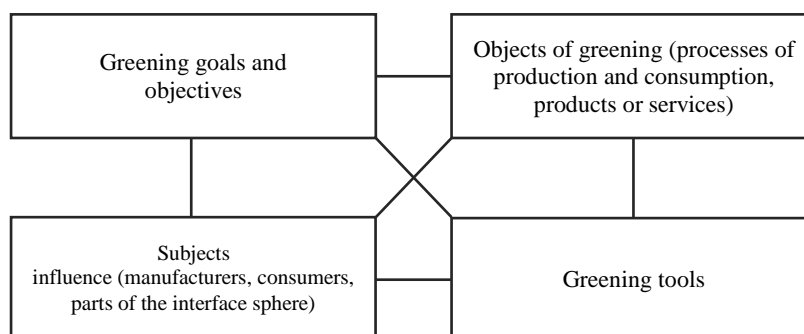 Greening goals and
objectives
Objects of greening (processes of
production and consumption,
products or services)
Subjects
influence (manufacturers, consumers,
parts of the interface sphere)
Greening tools